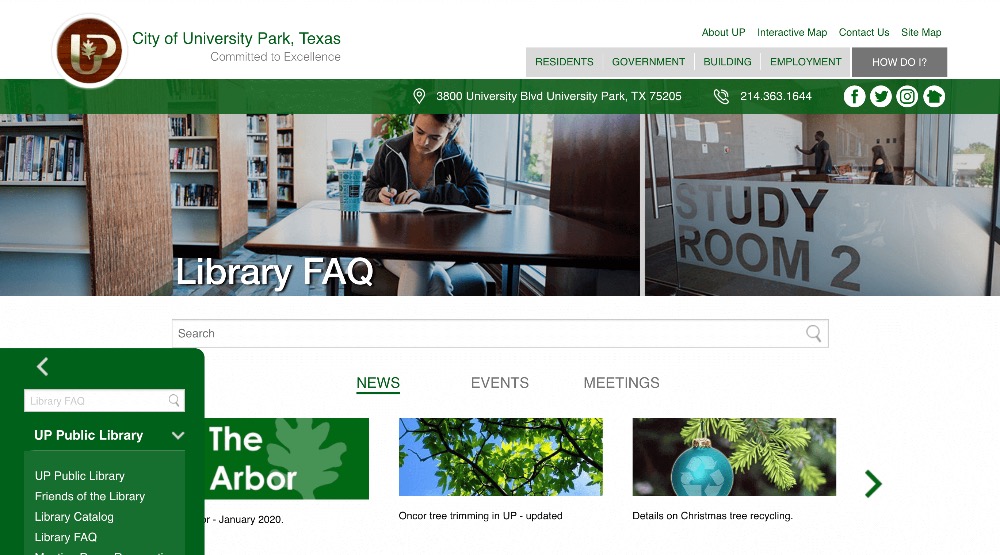 UP
City of University Park, Texas
Committed to Excellence
About UP Interactive Map Contact Us Site Map
RESIDENTS GOVERNMENT BUILDING EMPLOYMENT HOW DO I?
3800 University Blvd University Park, TX 75205 214.363.1644
STUDY
ROOM 2
Library FAQ
Search
NEWS EVENTS MEETINGS
Library FAQ
UP Public Library
UP Public Library
Friends of the Library
Library Catalog
Library FAQ
The
Arbor
- January 2020.
Oncor tree trimming in UP - updated
Details on Christmas tree recycling.